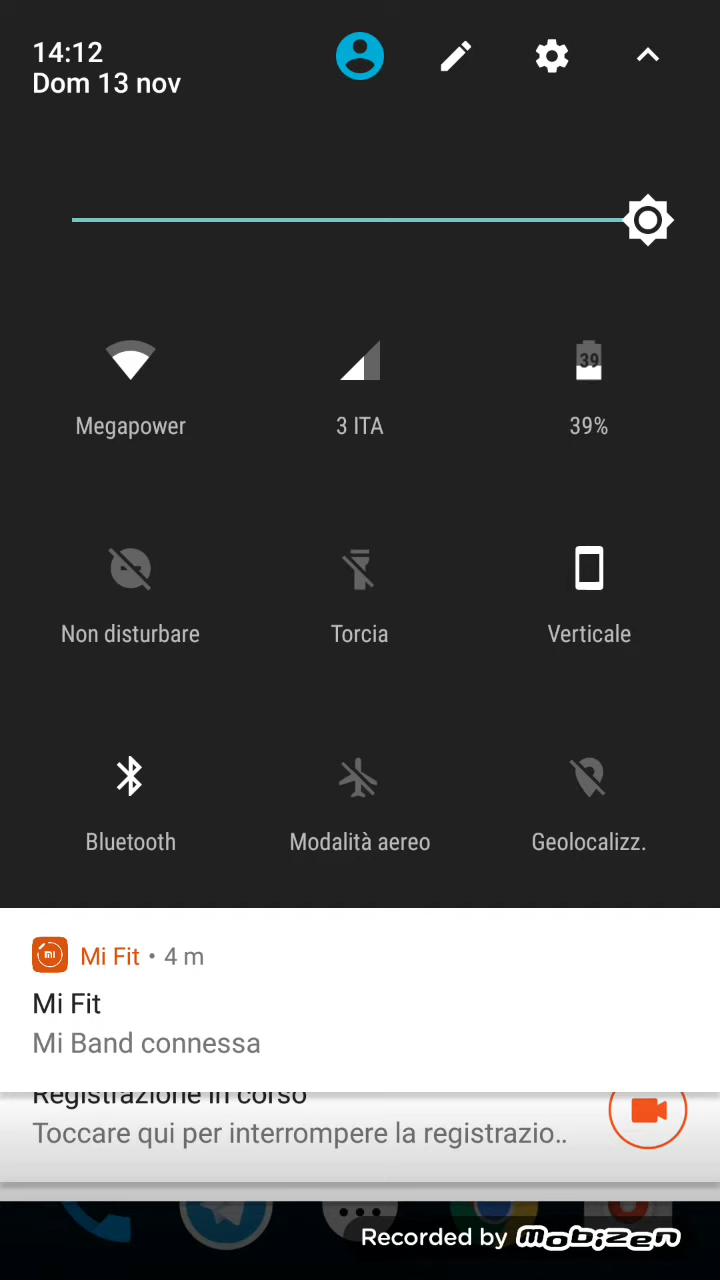 14:12
Dom 13 nov
Megapower
3 ITA
39
39%
Non disturbare
Torcia
Verticale
Bluetooth
Modalità aereo
Geolocalizz.
MI
Mi Fit • 4 m
Mi Fit
Mi Band connessa
Registrazione in corso
Toccare qui per interrompere la registrazio..
Recorded by mobizen